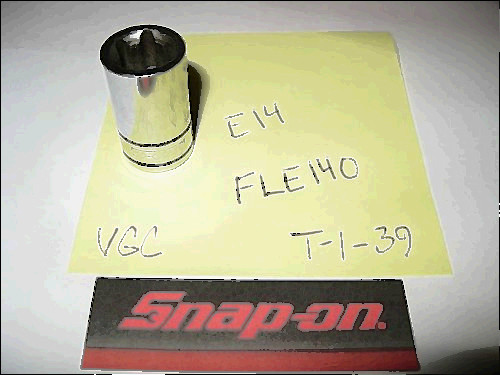 E14
FLE140
VGC T-1-39
Snap-on.